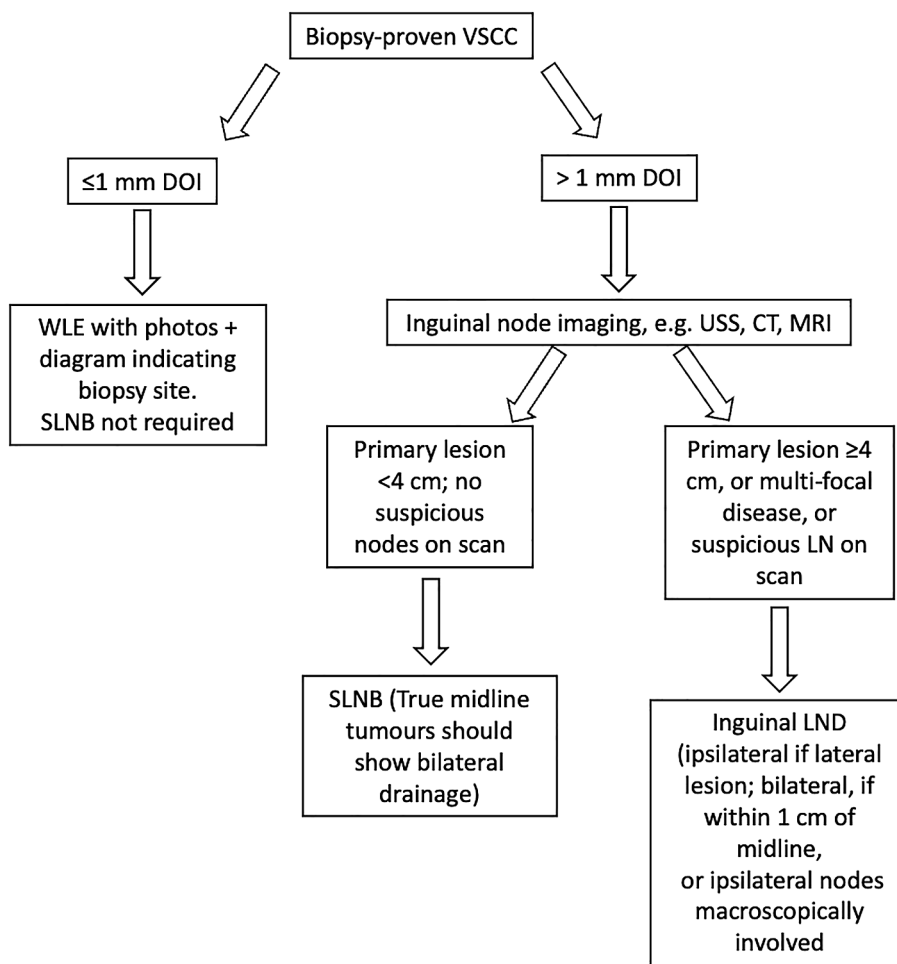 Biopsy-proven VSCC
≤1 mm DOI
> 1 mm DOI
WLE with photos +
diagram indicating
biopsy site.
SLNB not required
Inguinal node imaging, e.g. USS, CT, MRI
Primary lesion
<4 cm; no
suspicious
nodes on scan
Primary lesion ≥4
cm, or multi-focal
disease, or
suspicious LN on
scan
SLNB (True midline
tumours should
show bilateral
drainage)
Inguinal LND
(ipsilateral if lateral
lesion; bilateral, if
within 1 cm of
midline,
or ipsilateral nodes
macroscopically
involved